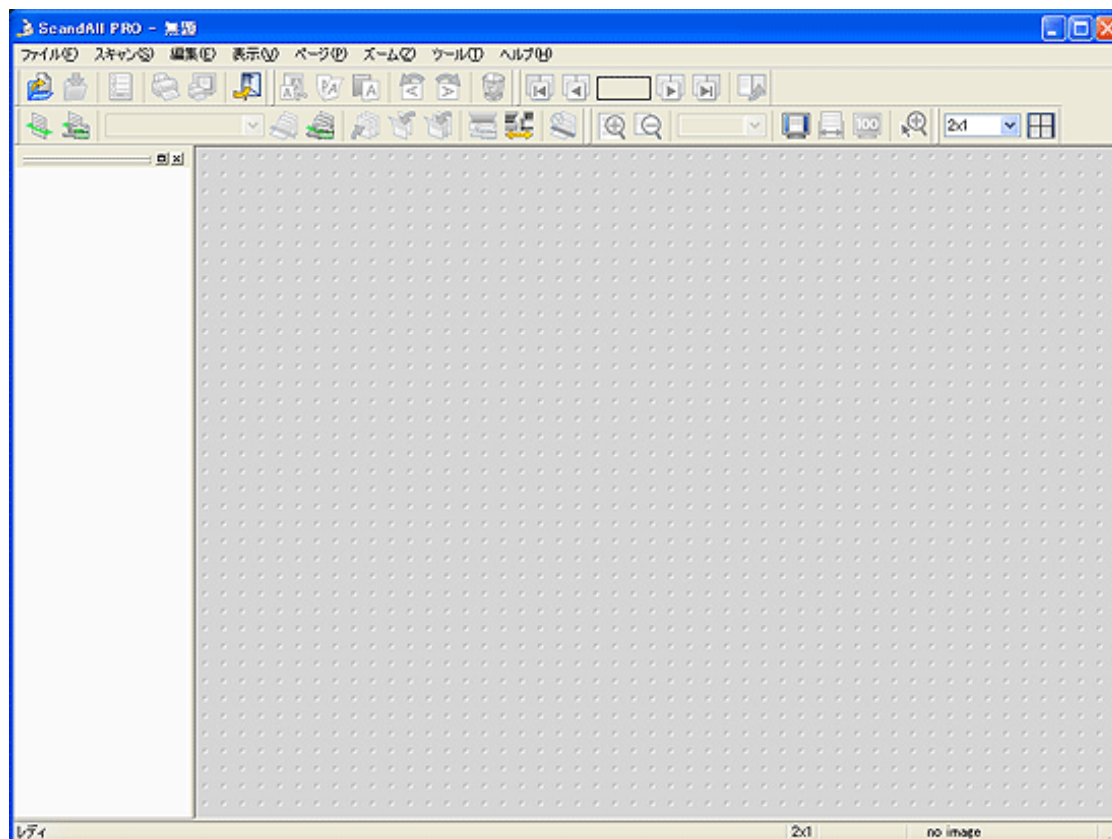 ScandAll PRO - 無題
ファイル(F) スキャン(S) 編集(E) 表示(V) ページ(P) ズーム(Z) ツール(T) ヘルプ(H)
100 2x1
レディ 2x1 no image